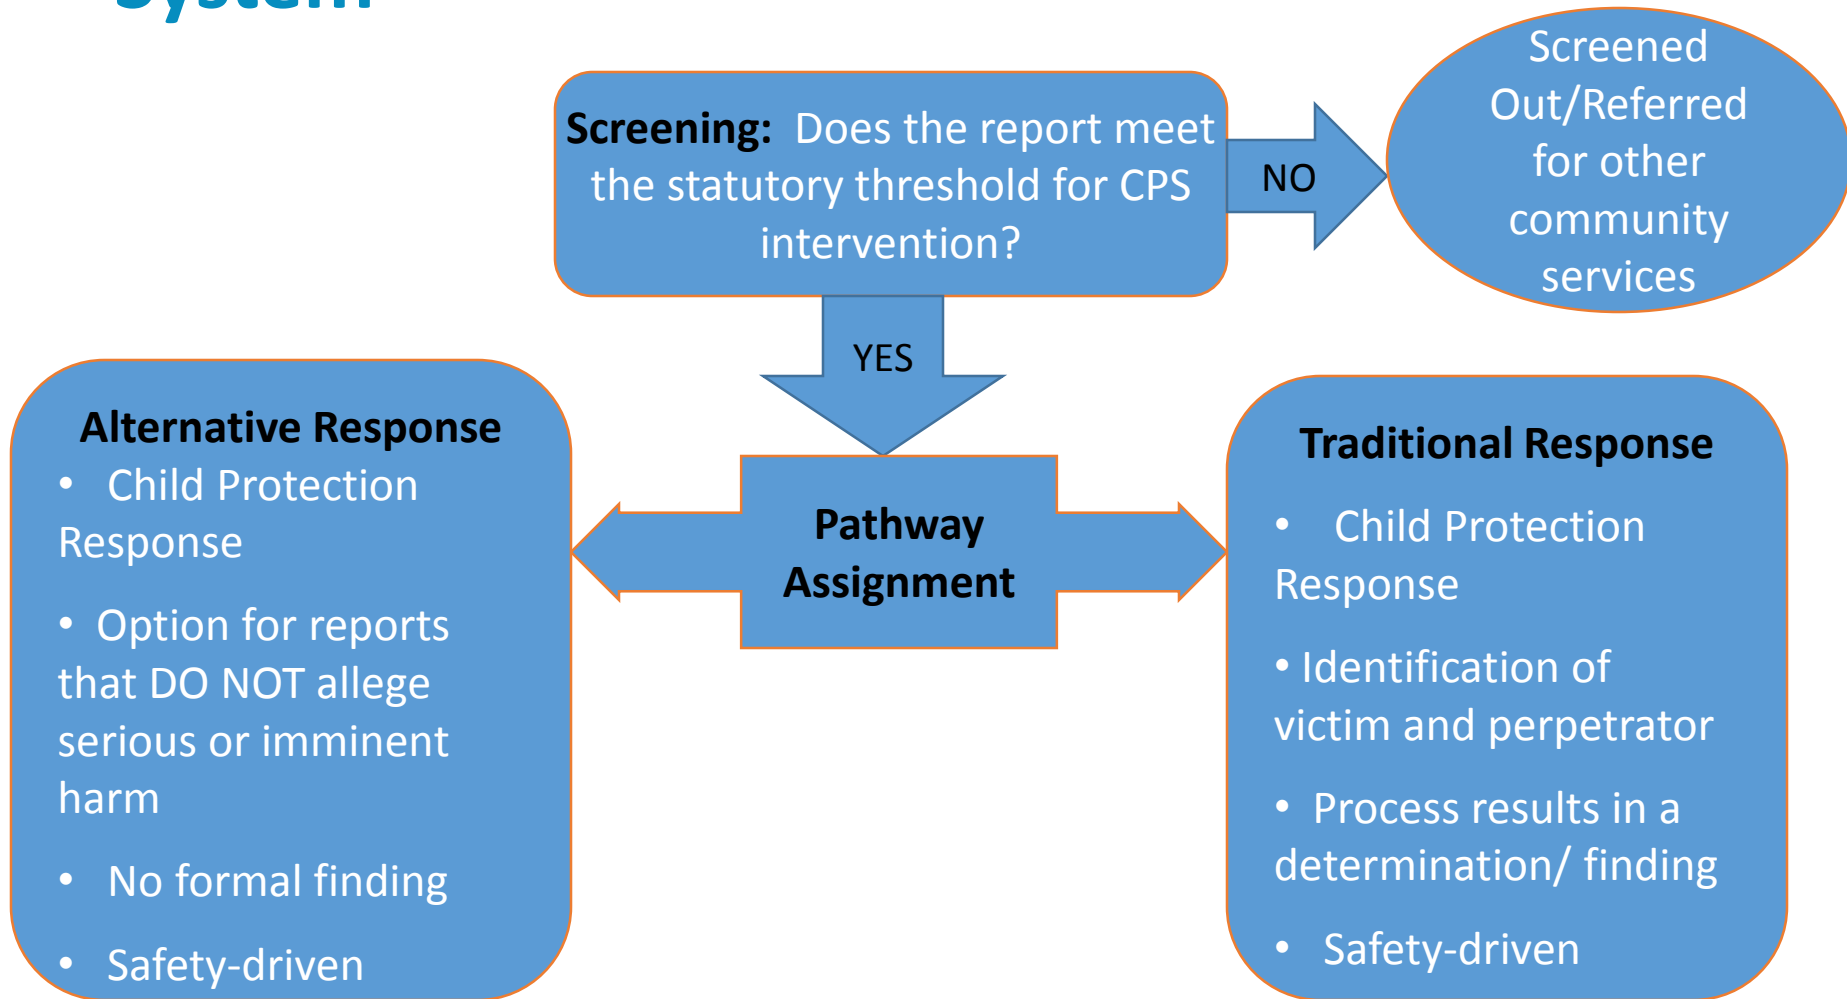 System
Screening:  Does the report meet
the statutory threshold for CPS
intervention?
NO
Screened
Out/Referred
for other
community
services
YES
Pathway
Assignment
Alternative Response
•   Child Protection
Response
•  Option for reports
that DO NOT allege
serious or imminent
harm
•   No formal finding
•   Safety-driven
Traditional Response
•   Child Protection
Response
• Identification of
victim and perpetrator
•  Process results in a
determination/ finding
•   Safety-driven